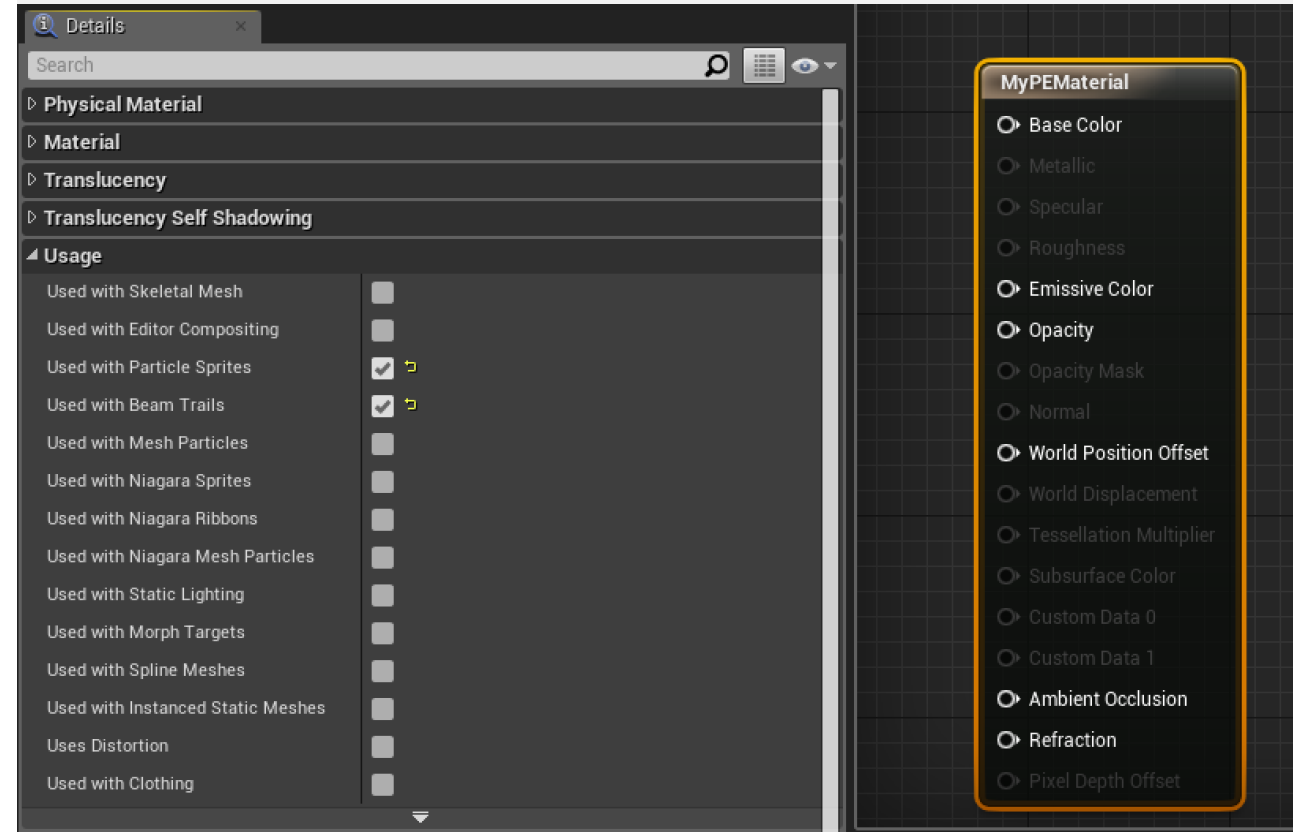 Details
Search
Physical Material
Material
Translucency
Translucency Self Shadowing
Usage
Used with Skeletal Mesh
Used with Editor Compositing
Used with Particle Sprites
Used with Beam Trails
Used with Mesh Particles
Used with Niagara Sprites
Used with Niagara Ribbons
Used with Niagara Mesh Particles
Used with Static Lighting
Used with Morph Targets
Used with Spline Meshes
Used with Instanced Static Meshes
Uses Distortion
Used with Clothing
MyPEMaterial
Base Color
Metallic
Specular
Roughness
Emissive Color
Opacity
Opacity Mask
Normal
World Position Offset
World Displacement
Tessellation Multiplier
Subsurface Color
Custom Data 0
Custom Data 1
Ambient Occlusion
Refraction
Pixel Depth Offset